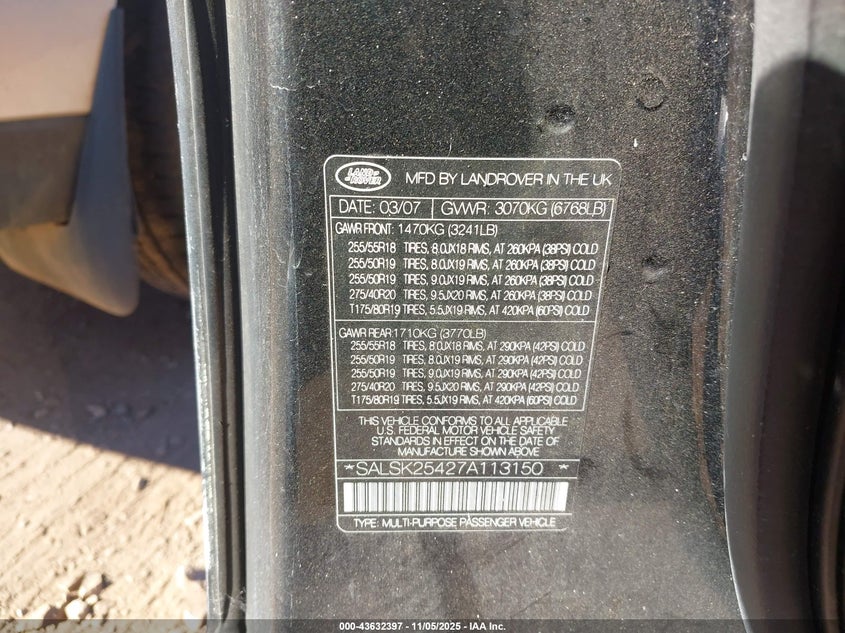 LAND ROVER
MFD BY LANDROVER IN THE UK
DATE: 03/07 GVWR: 3070KG (6768LB)
GAWR FRONT: 1470KG (3241LB)
255/55R18 TIRES, 8.0JX18 RIMS, AT 260KPA (38PSI) COLD
255/50R19 TIRES, 8.0JX19 RIMS, AT 260KPA (38PSI) COLD
255/50R19 TIRES, 9.0JX19 RIMS, AT 260KPA (38PSI) COLD
275/40R20 TIRES, 9.5JX20 RIMS, AT 260KPA (38PSI) COLD
T175/80R19 TIRES, 5.5JX19 RIMS, AT 420KPA (60PSI) COLD
GAWR REAR: 1710KG (3770LB)
255/55R18 TIRES, 8.0JX18 RIMS, AT 290KPA (42PSI) COLD
255/50R19 TIRES, 8.0JX19 RIMS, AT 290KPA (42PSI) COLD
255/50R19 TIRES, 9.0JX19 RIMS, AT 290KPA (42PSI) COLD
275/40R20 TIRES, 9.5JX20 RIMS, AT 290KPA (42PSI) COLD
T175/80R19 TIRES, 5.5JX19 RIMS, AT 420KPA (60PSI) COLD
THIS VEHICLE CONFORMS TO ALL APPLICABLE
U.S. FEDERAL MOTOR VEHICLE SAFETY
STANDARDS IN EFFECT ON THE DATE OF
MANUFACTURE SHOWN ABOVE
* SALSK25427A113150 *
TYPE: MULTI-PURPOSE PASSENGER VEHICLE
000-43632397 - 11/05/2025 - IAA Inc.